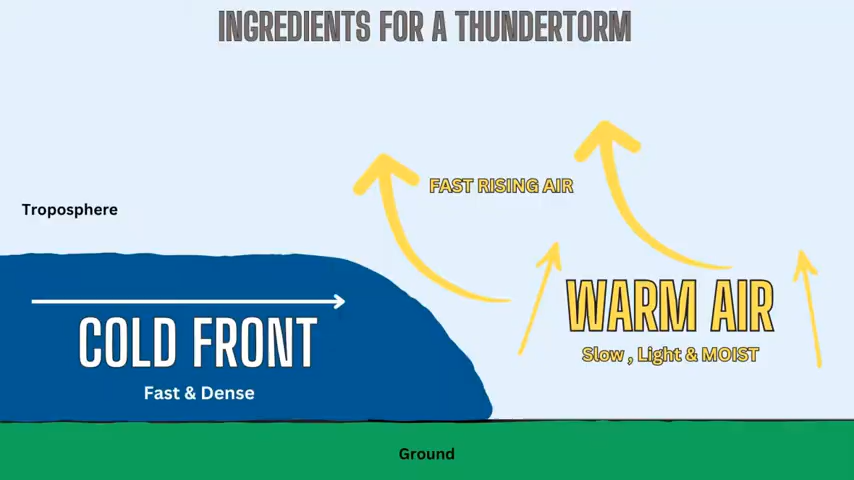 INGREDIENTS FOR A THUNDERTORM
FAST RISING AIR
Troposphere
WARM AIR
Slow , Light & MOIST
COLD FRONT
Fast & Dense
Ground